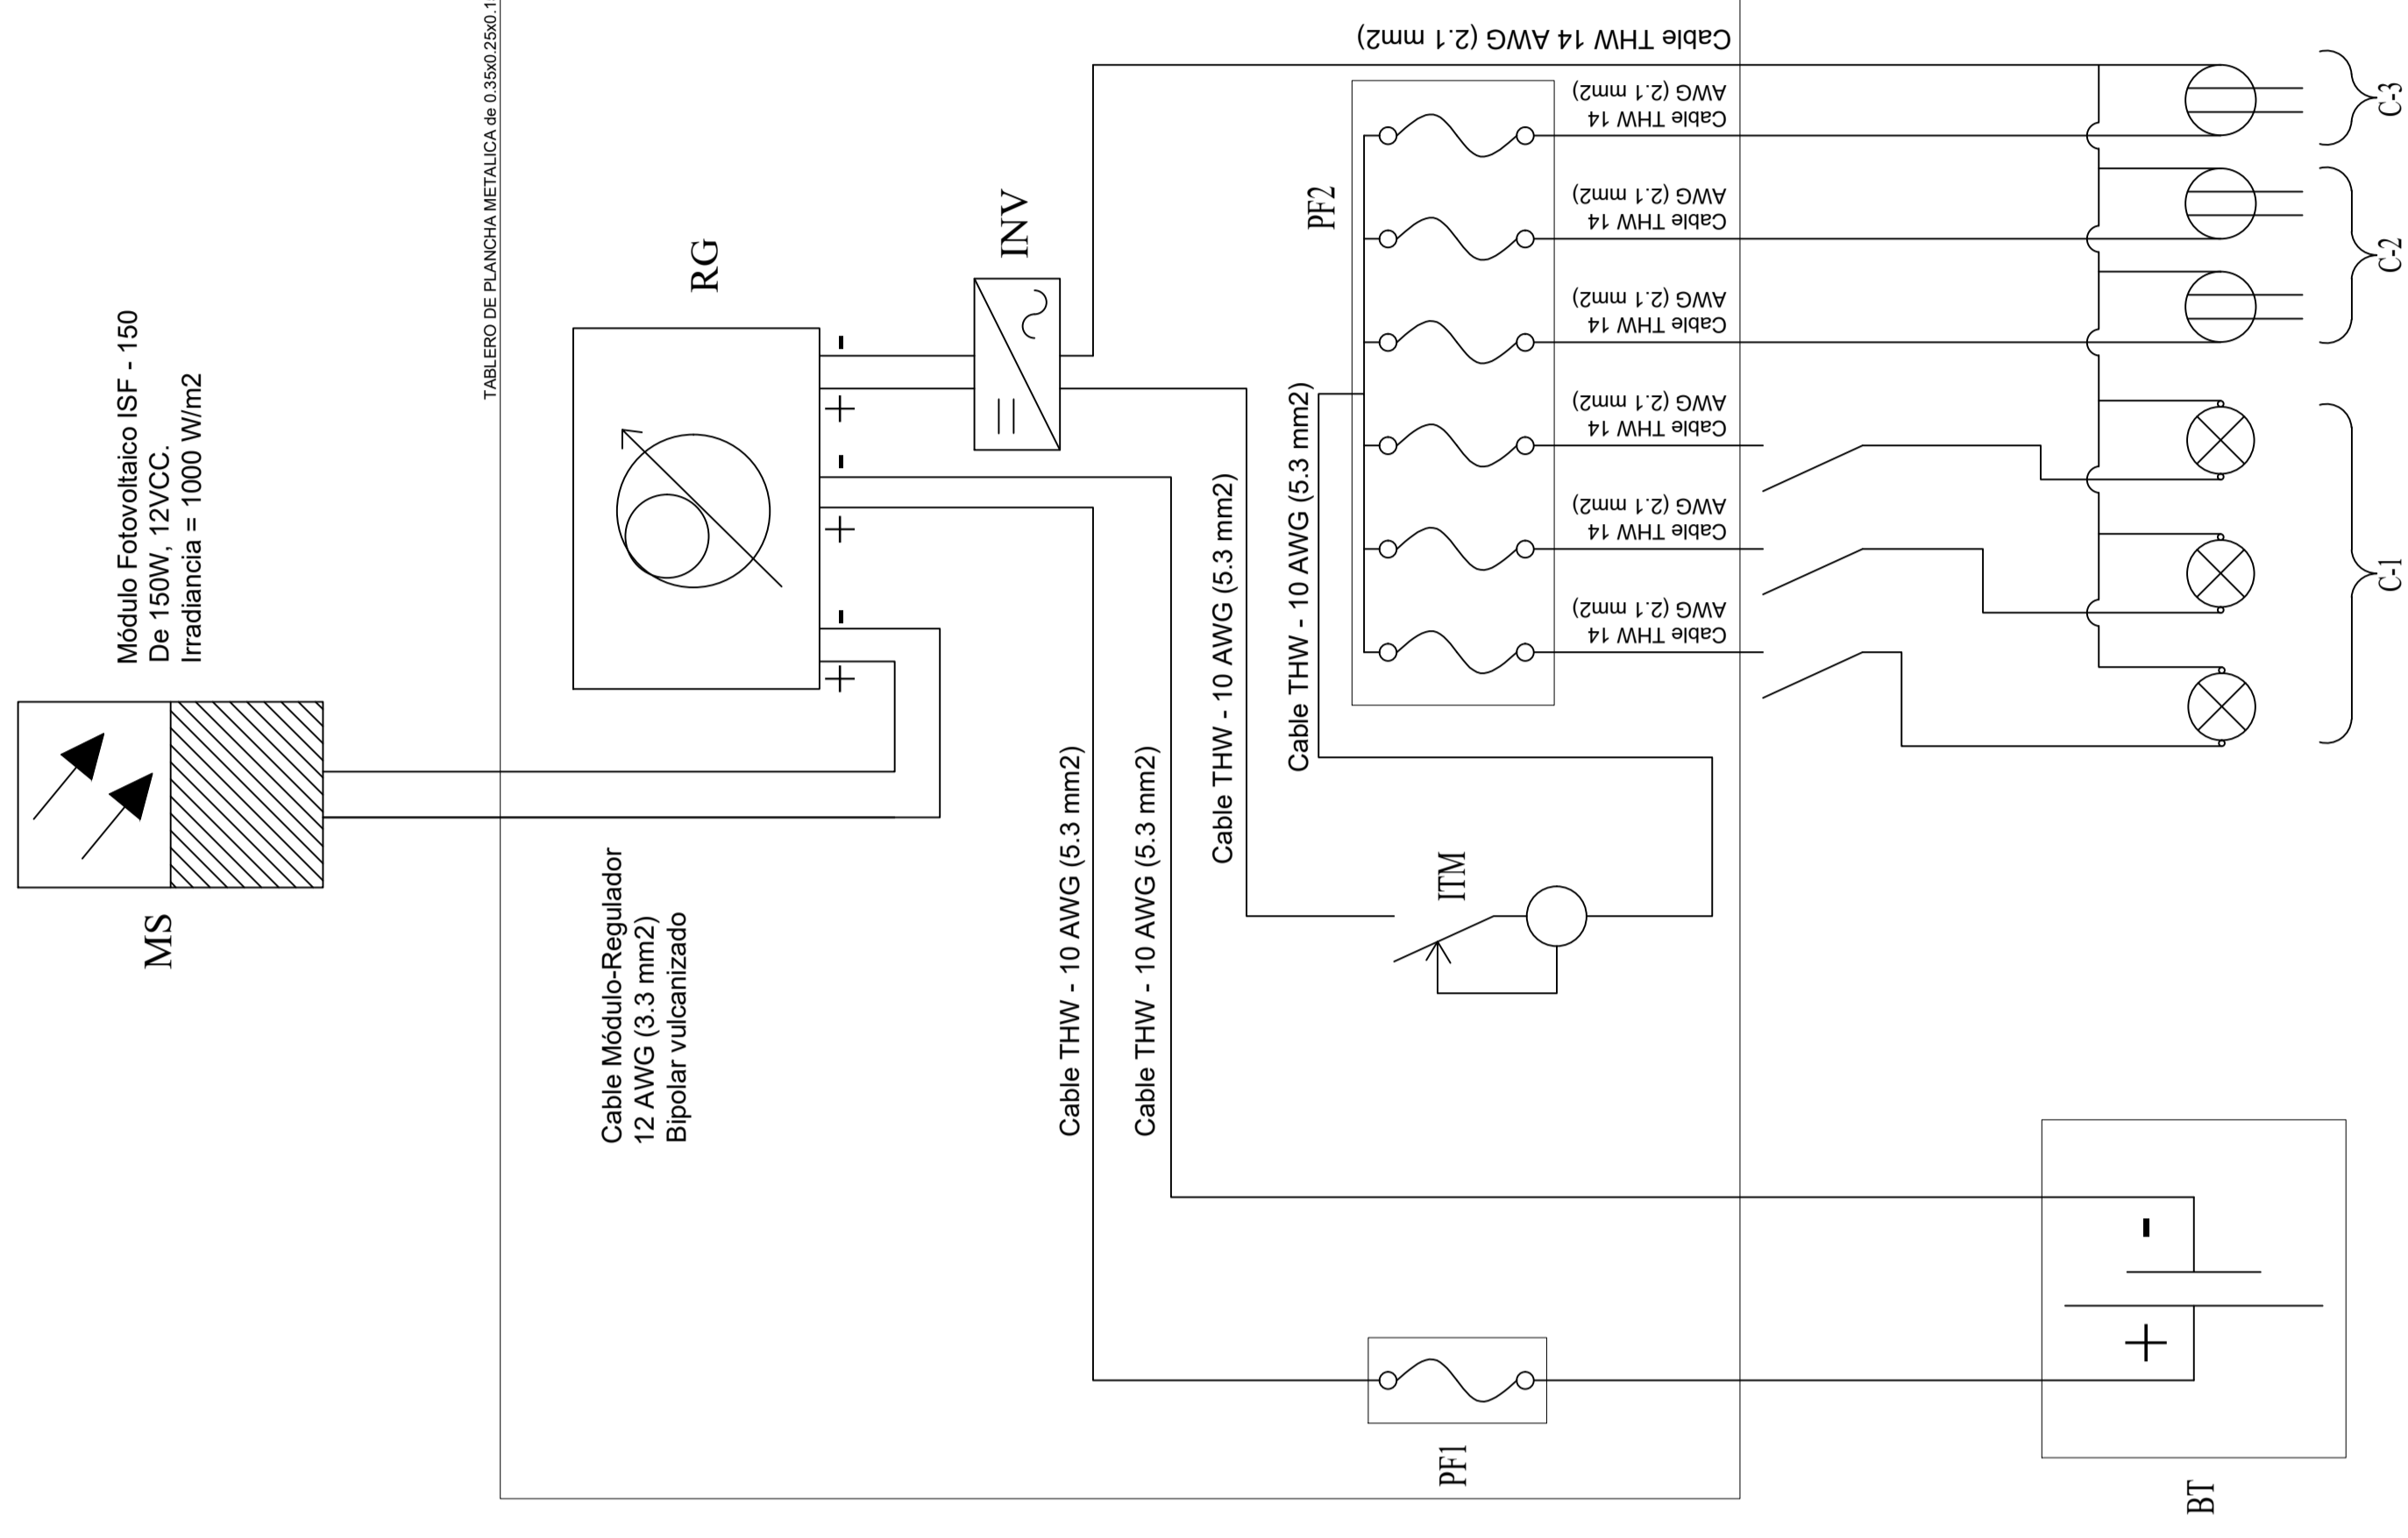 MS
Módulo Fotovoltaico ISF - 150
De 150W, 12VCC.
Irradiancia = 1000 W/m2
TABLERO DE PLANCHA METALICA de 0.35x0.25x0.1
Cable Módulo-Regulador
12 AWG (3.3 mm2)
Bipolar vulcanizado
RG
+
-
+
-
+
-
INV
Cable THW - 10 AWG (5.3 mm2)
Cable THW - 10 AWG (5.3 mm2)
Cable THW - 10 AWG (5.3 mm2)
Cable THW - 10 AWG (5.3 mm2)
PF2
ITM
PF1
Cable THW 14 AWG (2.1 mm2)
Cable THW 14
AWG (2.1 mm2)
Cable THW 14
AWG (2.1 mm2)
Cable THW 14
AWG (2.1 mm2)
Cable THW 14
AWG (2.1 mm2)
Cable THW 14
AWG (2.1 mm2)
Cable THW 14
AWG (2.1 mm2)
+
-
BT
C-1
C-2
C-3